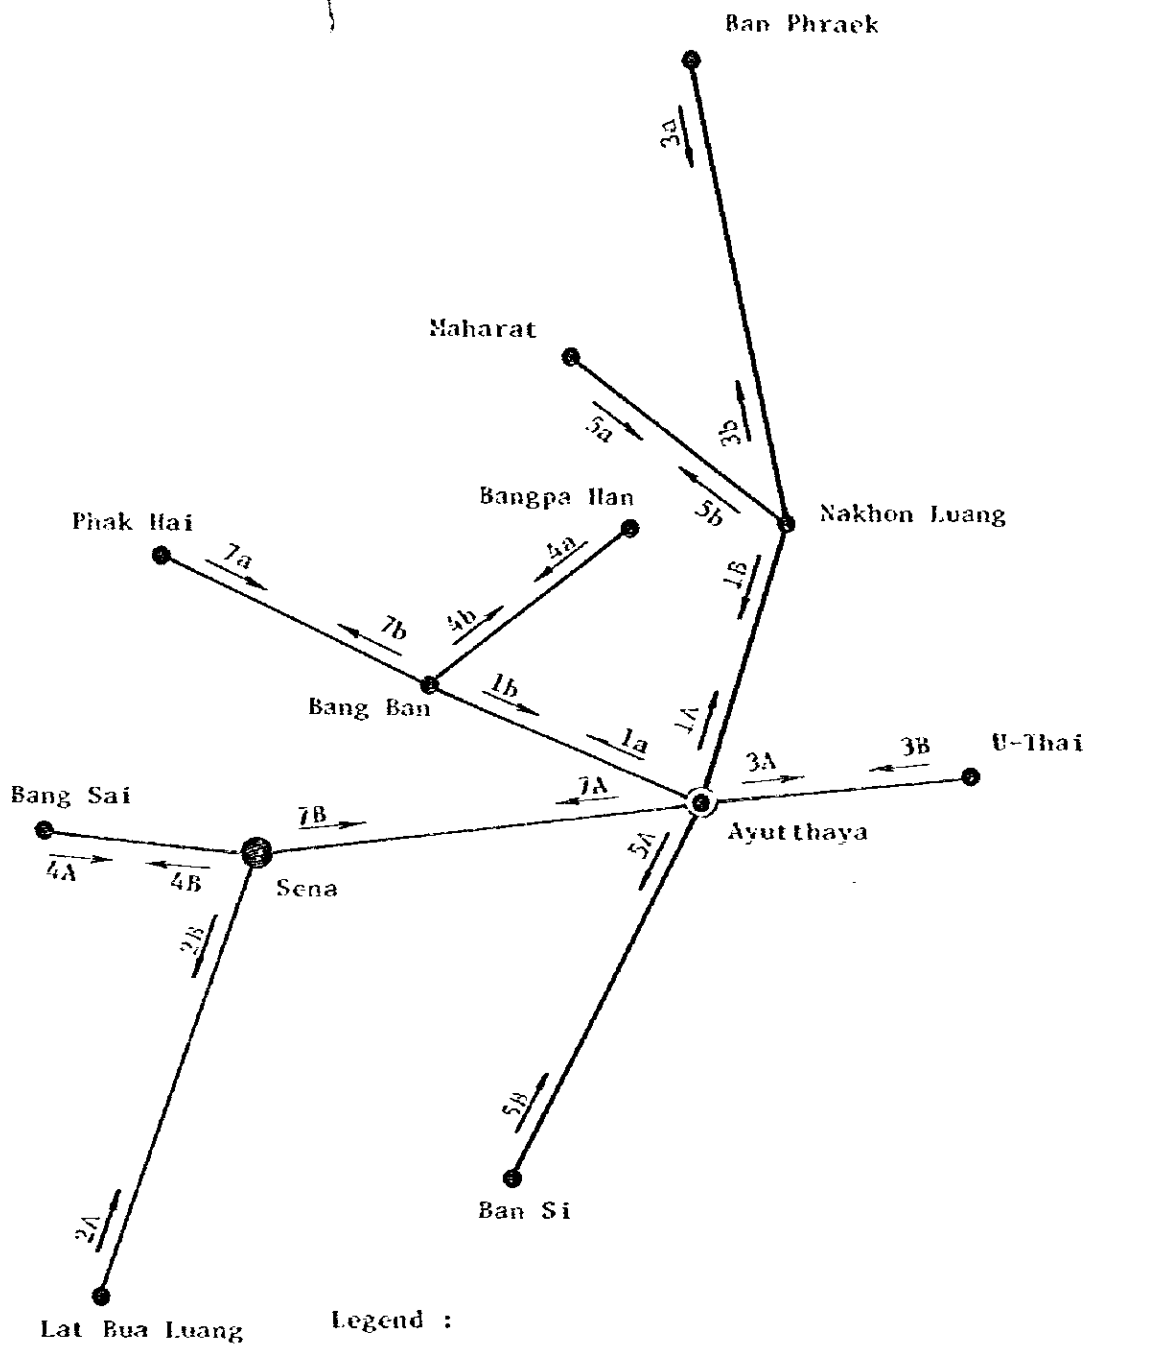 Ban Phraek
3a
Maharat
5a
3b
Bangpa Han
5b
Nakhon Luang
Phak Hai
7a
4a
1B
4b
7b
1b
Bang Ban
1A
1a
3A
3B
U-Thai
7A
Bang Sai
7B
Ayutthaya
5A
4A
4B
Sena
2B
5B
Ban Si
2A
Lat Bua Luang
Legend :